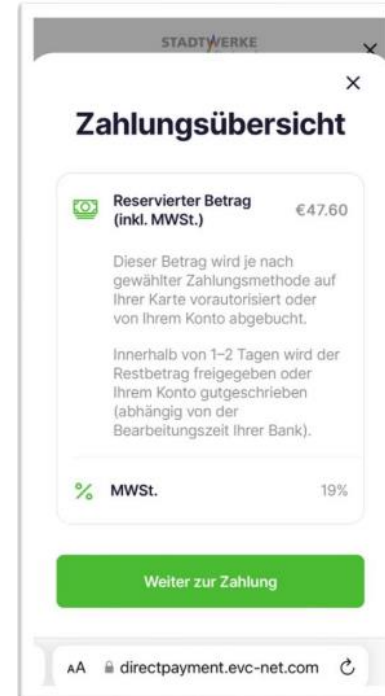 STADTWERKE
Zahlungsübersicht
Reservierter Betrag
(inkl. MWSt.)
€47.60
Dieser Betrag wird je nach
gewählter Zahlungsmethode auf
Ihrer Karte vorautorisiert oder
von Ihrem Konto abgebucht.
Innerhalb von 1–2 Tagen wird der
Restbetrag freigegeben oder
Ihrem Konto gutgeschrieben
(abhängig von der
Bearbeitungszeit Ihrer Bank).
% MWSt. 19%
Weiter zur Zahlung
AA directpayment.evc-net.com